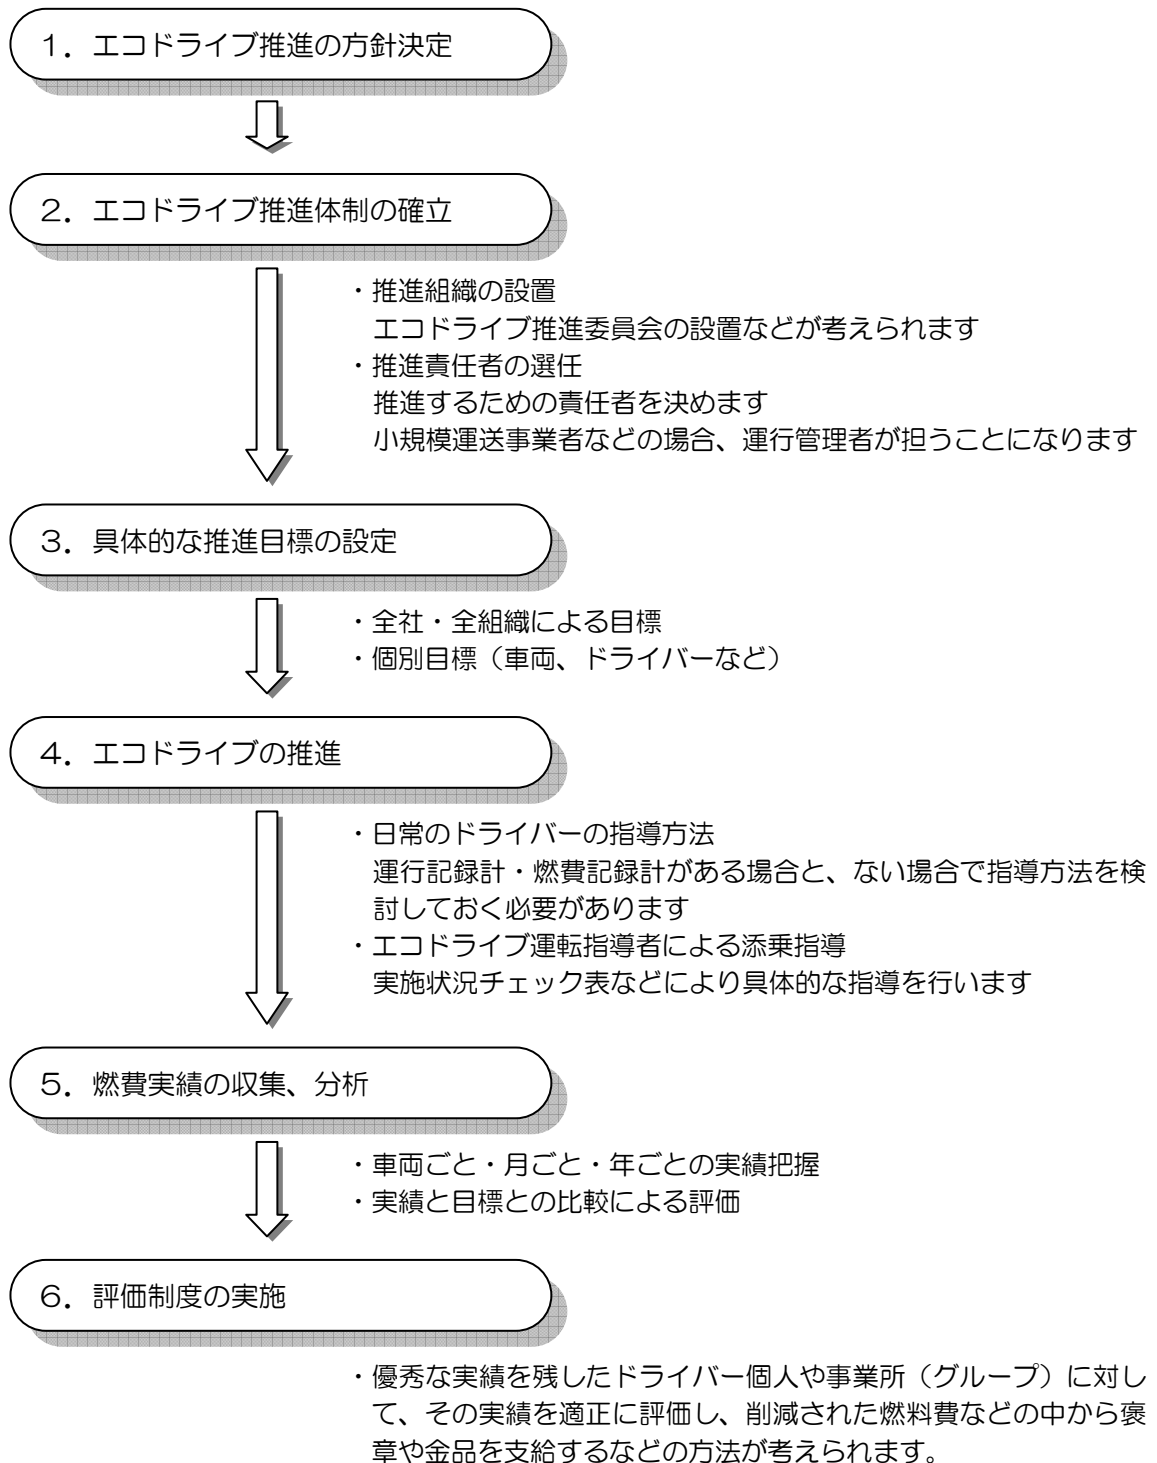 １．エコドライブ推進の方針決定
２．エコドライブ推進体制の確立
・推進組織の設置
エコドライブ推進委員会の設置などが考えられます
・推進責任者の選任
推進するための責任者を決めます
小規模運送事業者などの場合、運行管理者が担うことになります
３．具体的な推進目標の設定
・全社・全組織による目標
・個別目標（車両、ドライバーなど）
４．エコドライブの推進
・日常のドライバーの指導方法
運行記録計・燃費記録計がある場合と、ない場合で指導方法を検
討しておく必要があります
・エコドライブ運転指導者による添乗指導
実施状況チェック表などにより具体的な指導を行います
５．燃費実績の収集、分析
・車両ごと・月ごと・年ごとの実績把握
・実績と目標との比較による評価
６．評価制度の実施
・優秀な実績を残したドライバー個人や事業所（グループ）に対し
て、その実績を適正に評価し、削減された燃料費などの中から褒
章や金品を支給するなどの方法が考えられます。